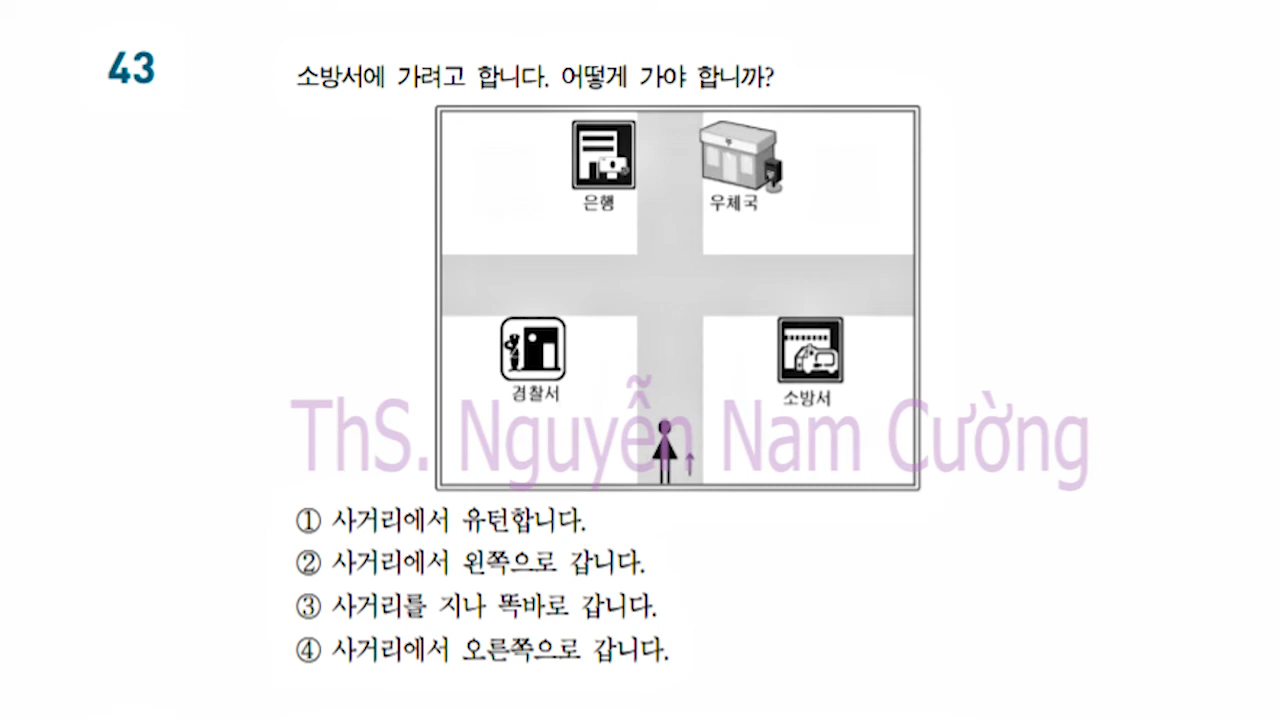 43
소방서에 가려고 합니다. 어떻게 가야 합니까?
은행
우체국
경찰서
소방서
ThS. Nguyễn Nam Cường
① 사거리에서 유턴합니다.
② 사거리에서 왼쪽으로 갑니다.
③ 사거리를 지나 똑바로 갑니다.
④ 사거리에서 오른쪽으로 갑니다.